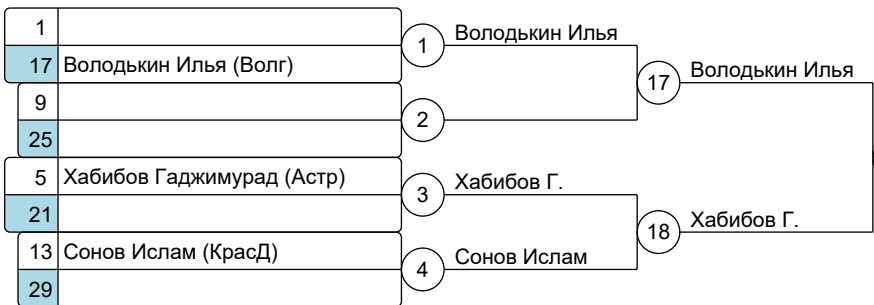 1
1 Володькин Илья
17 Володькин Илья (Волг)
17 Володькин Илья
9
2
25
5 Хабибов Гаджимурад (Астр)
3 Хабибов Г.
21
18 Хабибов Г.
13 Сонов Ислам (КрасД)
4 Сонов Ислам
29